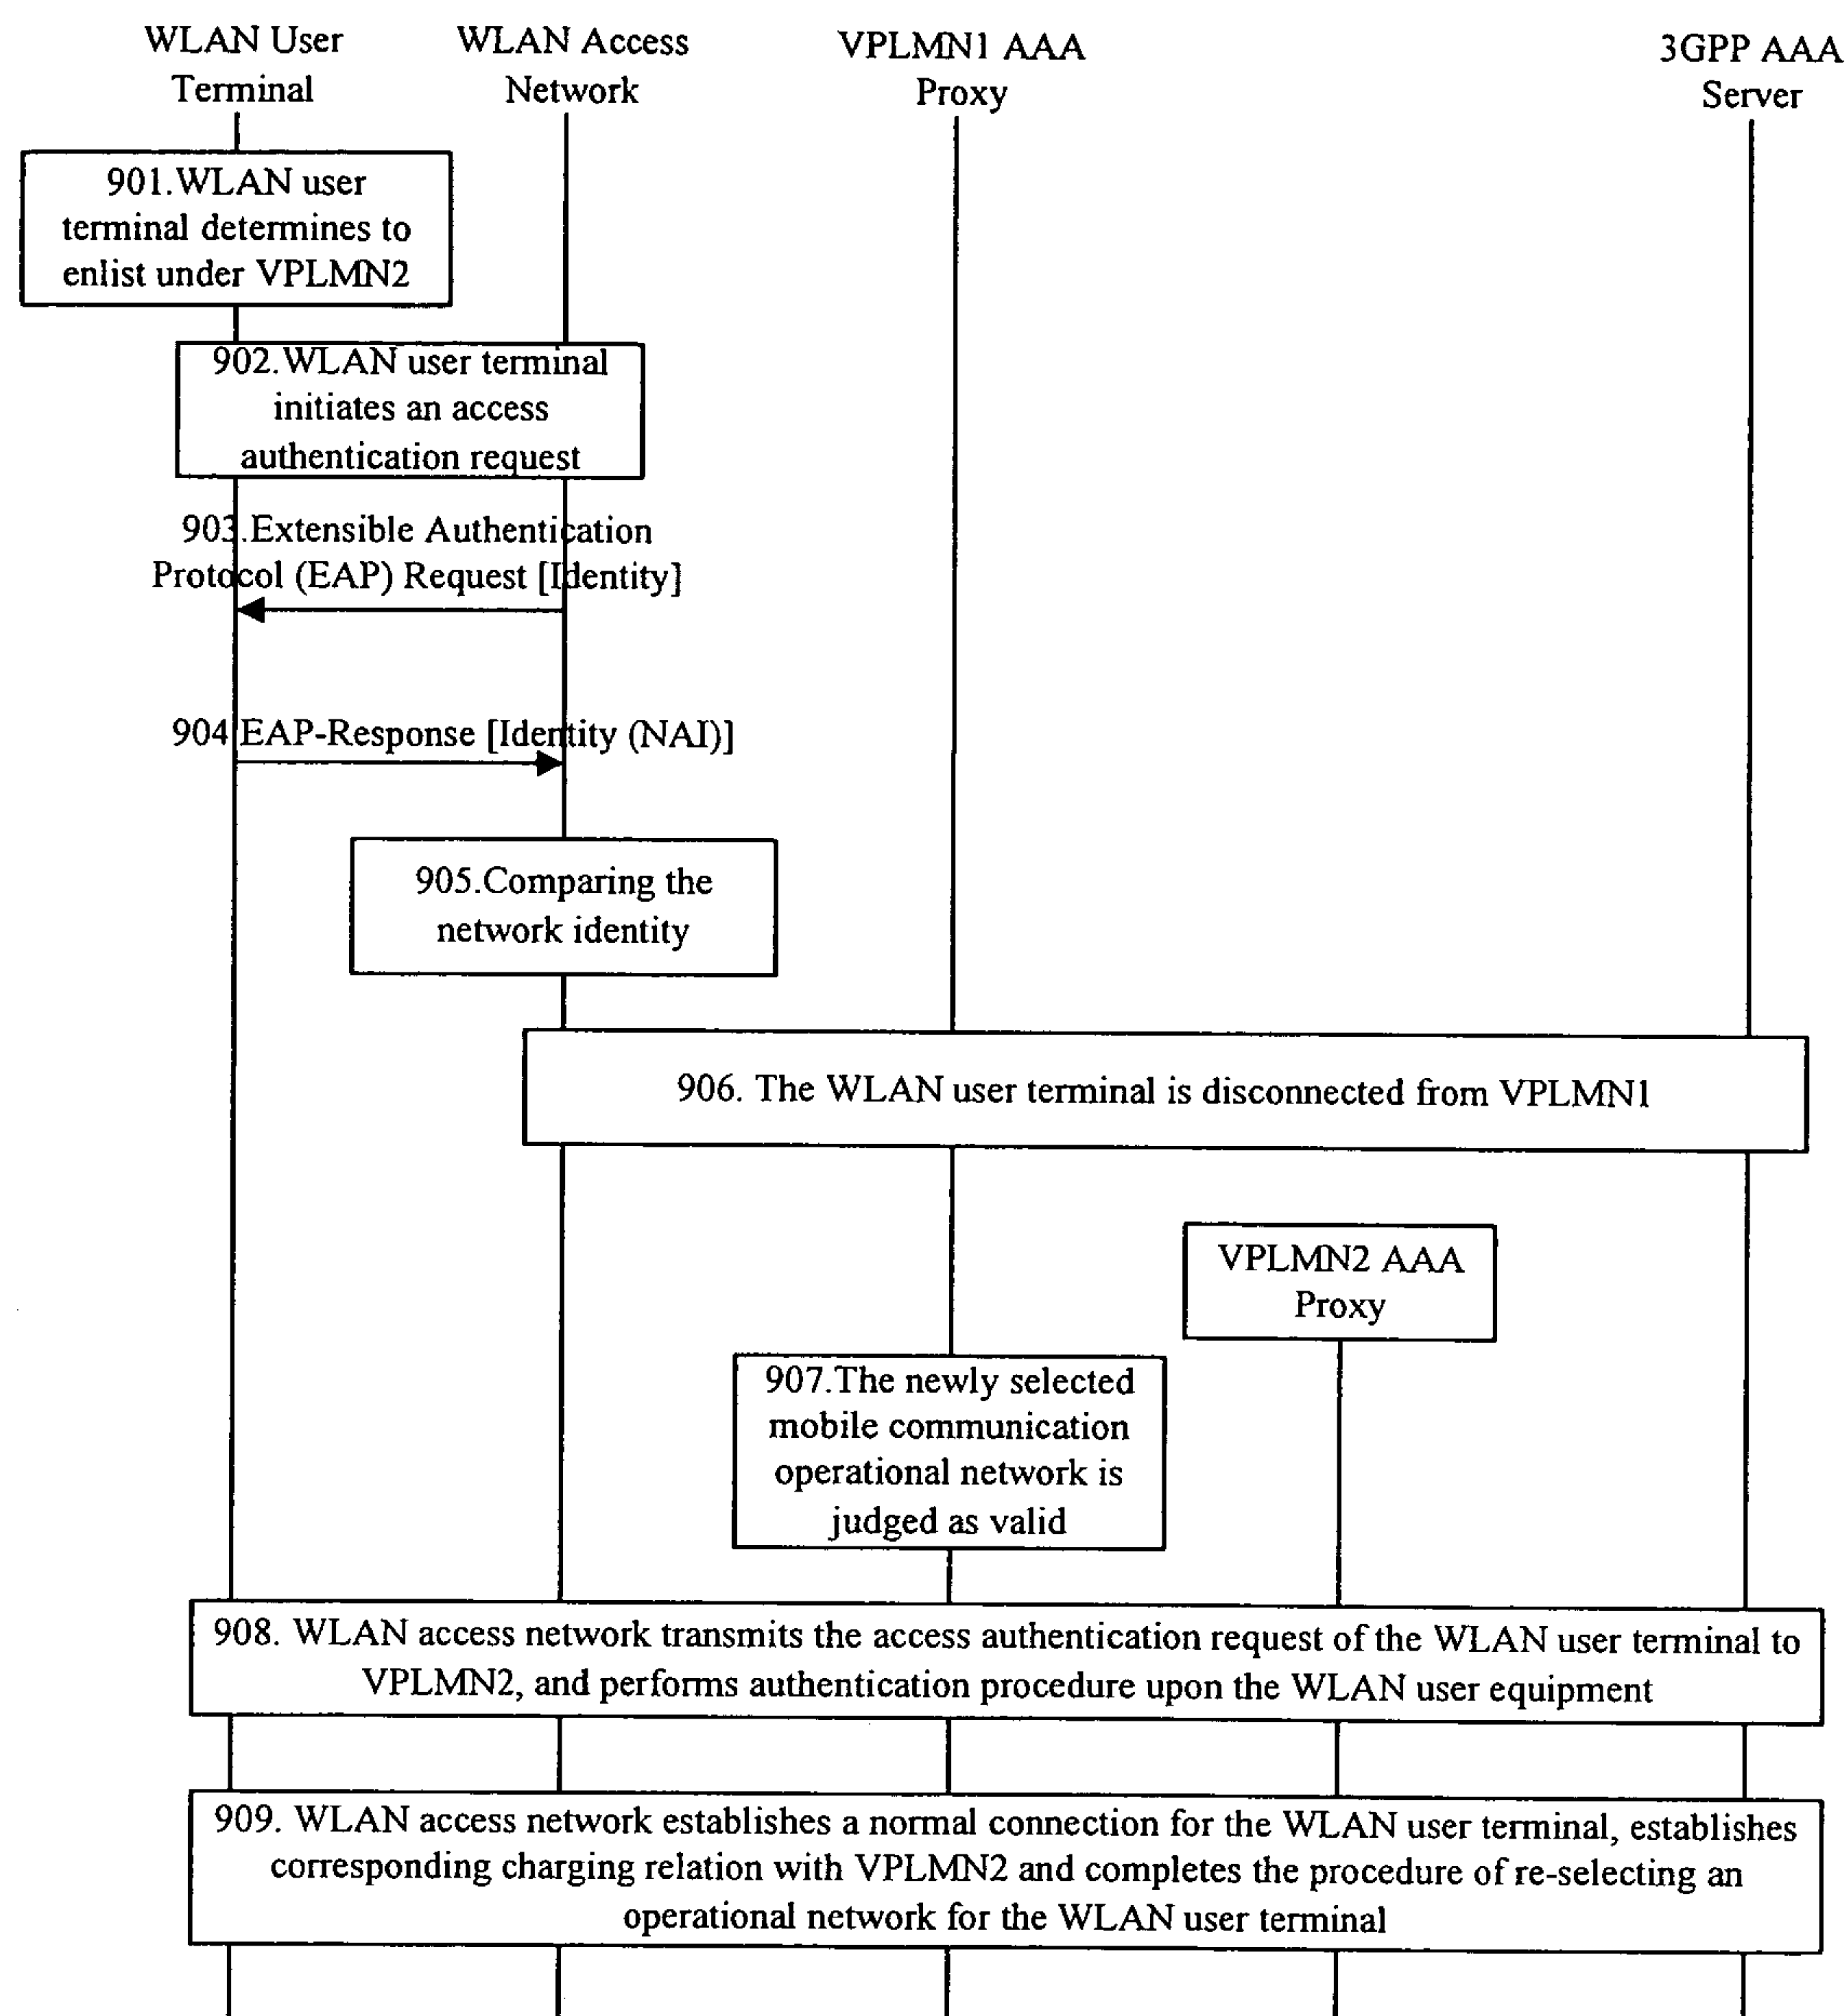 WLAN User
Terminal
WLAN Access
Network
VPLMN1 AAA
Proxy
3GPP AAA
Server
901.WLAN user
terminal determines to
enlist under VPLMN2
902.WLAN user terminal
initiates an access
authentication request
903.Extensible Authentication
Protocol (EAP) Request [Identity]
904 EAP-Response [Identity (NAI)]
905.Comparing the
network identity
906. The WLAN user terminal is disconnected from VPLMN1
VPLMN2 AAA
Proxy
907.The newly selected
mobile communication
operational network is
judged as valid
908. WLAN access network transmits the access authentication request of the WLAN user terminal to
VPLMN2, and performs authentication procedure upon the WLAN user equipment
909. WLAN access network establishes a normal connection for the WLAN user terminal, establishes
corresponding charging relation with VPLMN2 and completes the procedure of re-selecting an
operational network for the WLAN user terminal